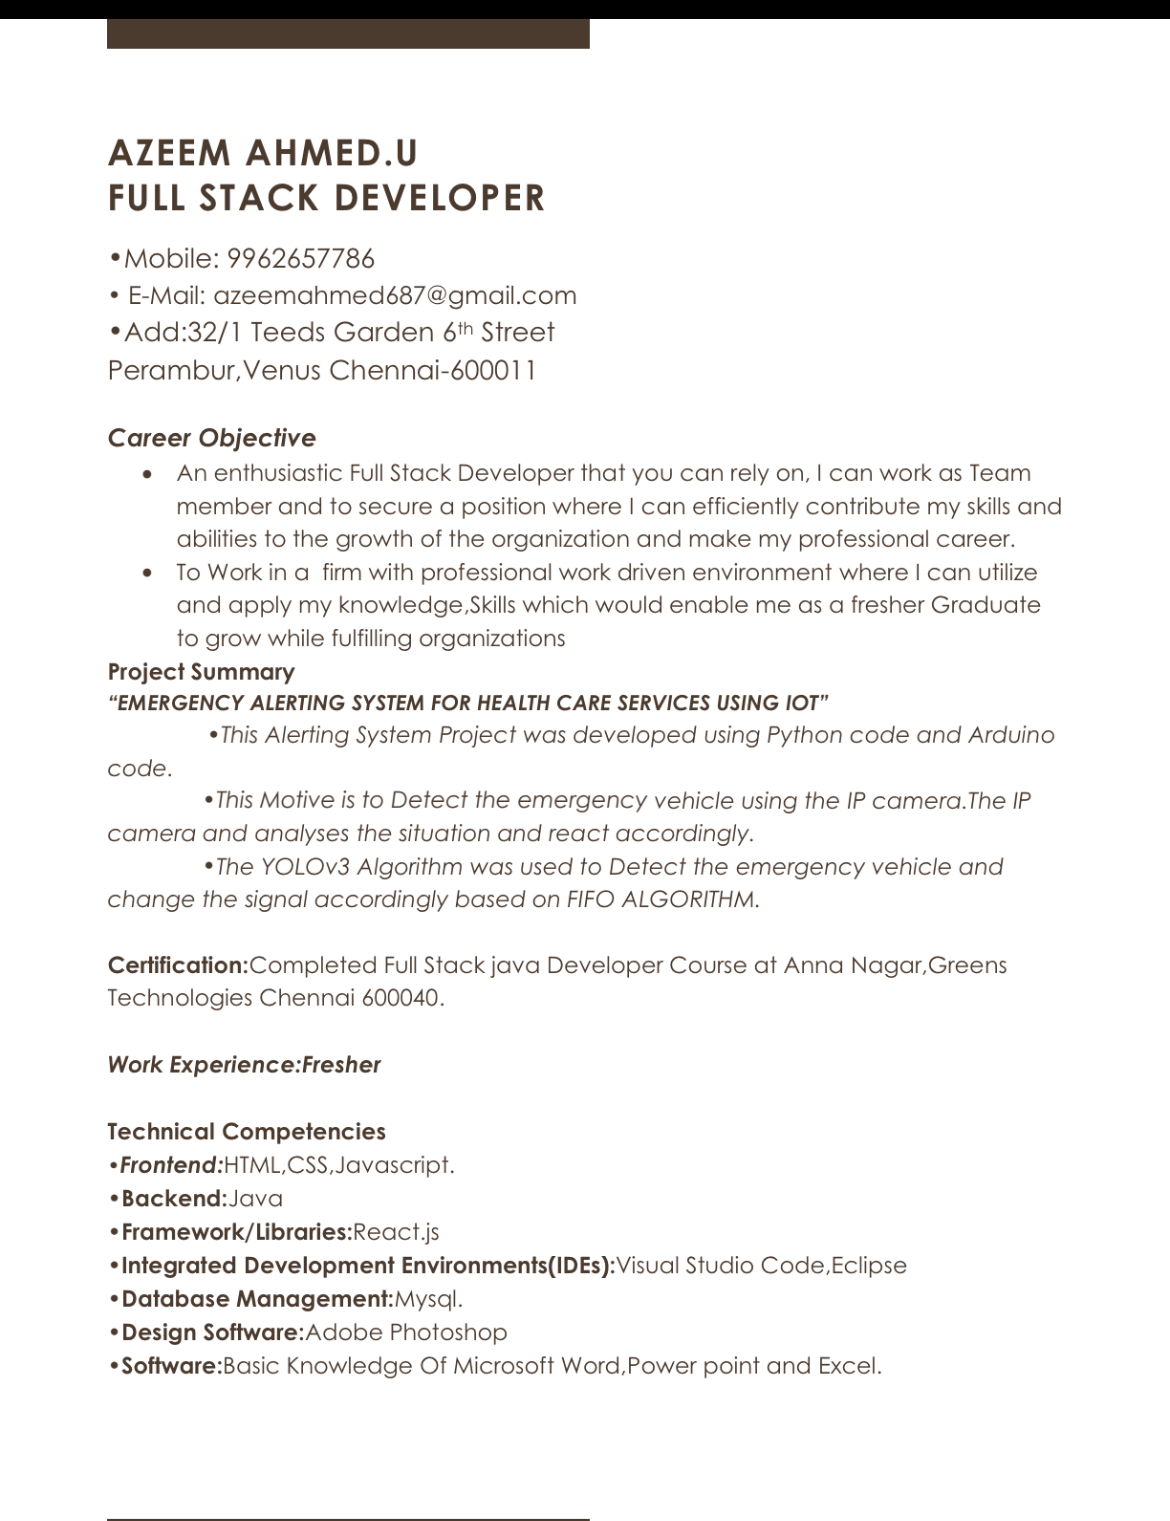 AZEEM AHMED.U
FULL STACK DEVELOPER
•Mobile: 9962657786
• E-Mail: azeemahmed687@gmail.com
•Add:32/1 Teeds Garden 6th Street
Perambur,Venus Chennai-600011
Career Objective
• An enthusiastic Full Stack Developer that you can rely on, I can work as Team
member and to secure a position where I can efficiently contribute my skills and
abilities to the growth of the organization and make my professional career.
• To Work in a  firm with professional work driven environment where I can utilize
and apply my knowledge,Skills which would enable me as a fresher Graduate
to grow while fulfilling organizations
Project Summary
“EMERGENCY ALERTING SYSTEM FOR HEALTH CARE SERVICES USING IOT”
•This Alerting System Project was developed using Python code and Arduino
code.
•This Motive is to Detect the emergency vehicle using the IP camera.The IP
camera and analyses the situation and react accordingly.
•The YOLOv3 Algorithm was used to Detect the emergency vehicle and
change the signal accordingly based on FIFO ALGORITHM.
Certification:Completed Full Stack java Developer Course at Anna Nagar,Greens
Technologies Chennai 600040.
Work Experience:Fresher
Technical Competencies
•Frontend:HTML,CSS,Javascript.
•Backend:Java
•Framework/Libraries:React.js
•Integrated Development Environments(IDEs):Visual Studio Code,Eclipse
•Database Management:Mysql.
•Design Software:Adobe Photoshop
•Software:Basic Knowledge Of Microsoft Word,Power point and Excel.